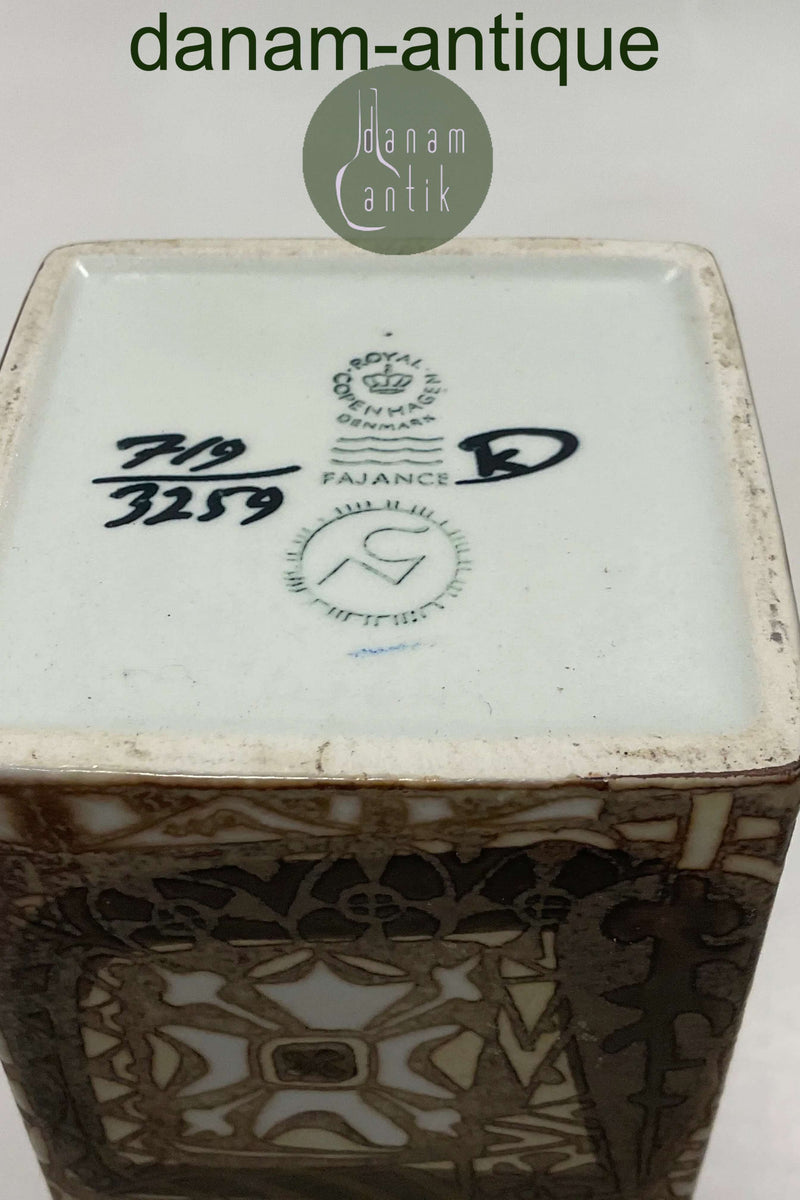 danam-antique
danam
antik
ROYAL COPENHAGEN
DENMARK
719
3259
FAJANCE